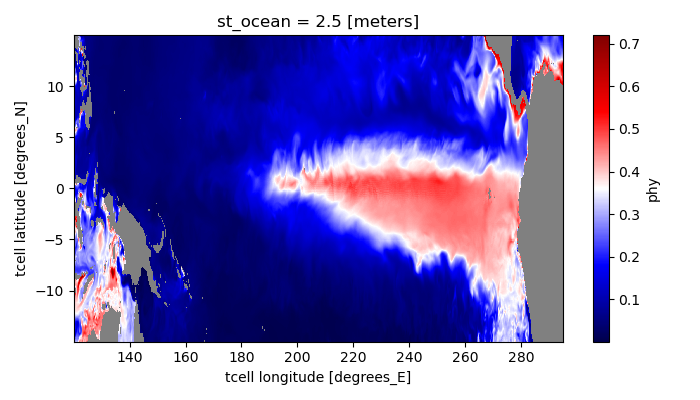 st_ocean = 2.5 [meters]
tcell latitude [degrees_N]
10
5
0
−5
−10
140 160 180 200 220 240 260 280
tcell longitude [degrees_E]
0.7
0.6
0.5
0.4
0.3
0.2
0.1
phy